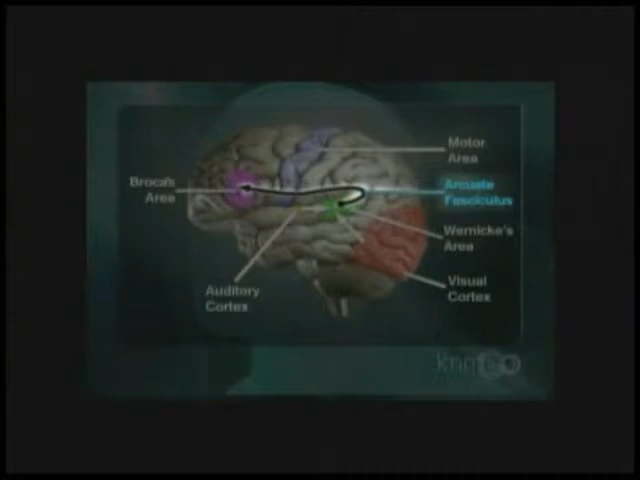 Motor
Area
Broca's
Area
Arcuate
Fasciculus
Wernicke's
Area
Auditory
Cortex
Visual
Cortex